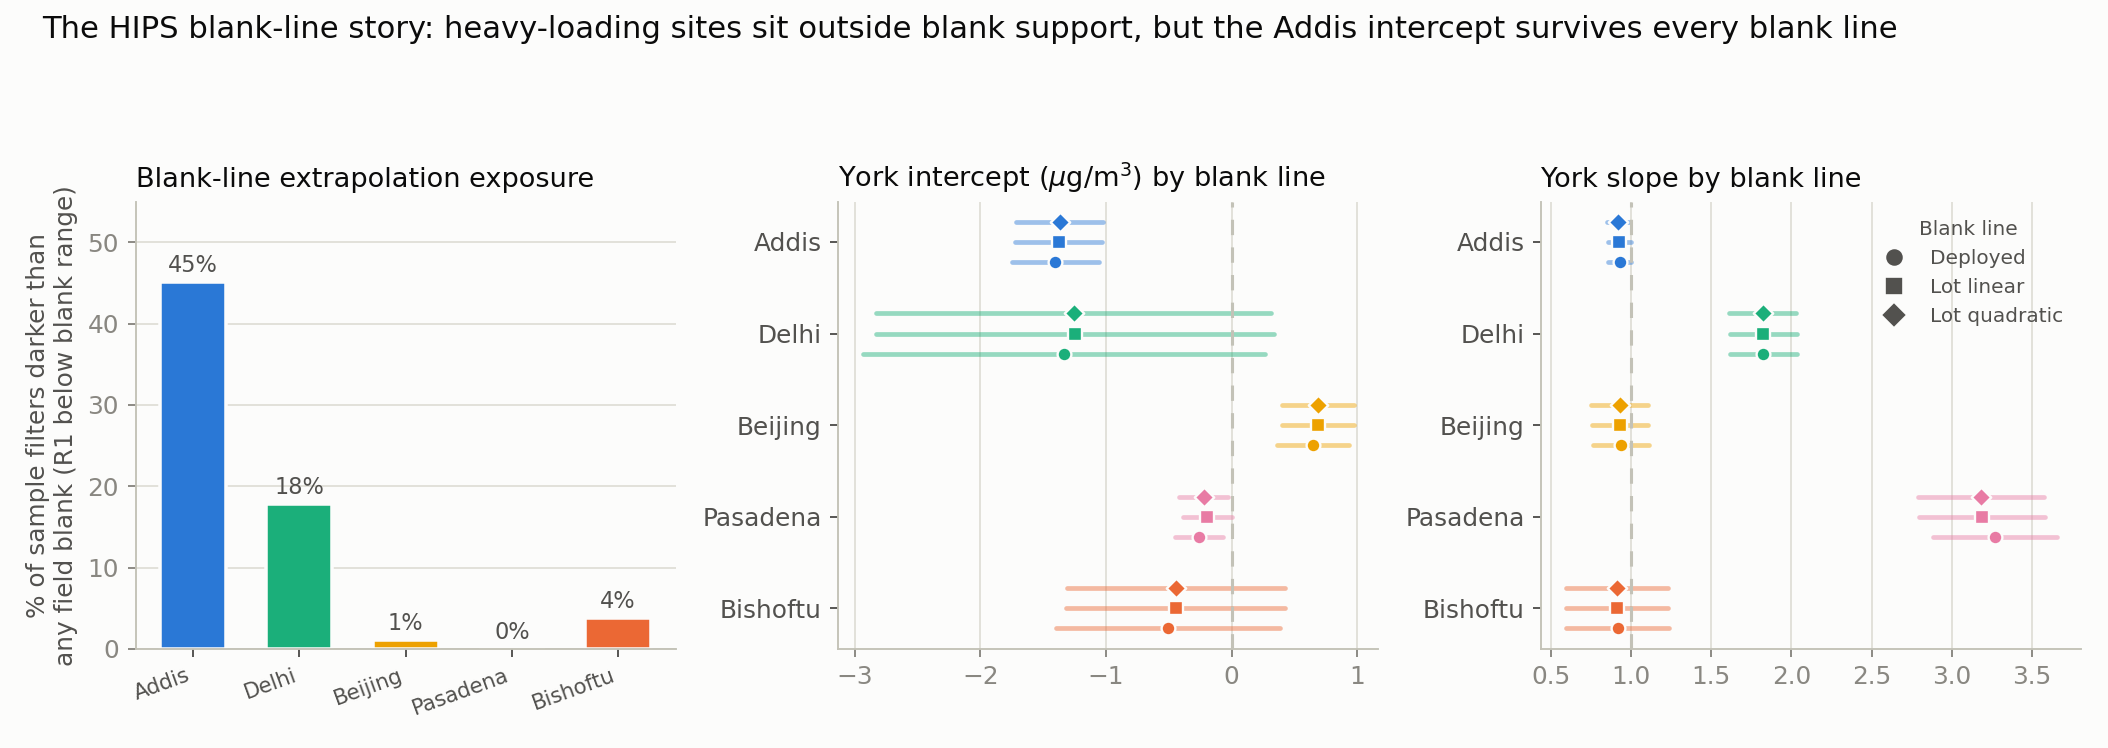 The HIPS blank-line story: heavy-loading sites sit outside blank support, but the Addis intercept survives every blank line
Blank-line extrapolation exposure
% of sample filters darker than
any field blank (R1 below blank range)
50
40
30
20
10
0
45%
18%
1%
0%
4%
Addis
Delhi
Beijing
Pasadena
Bishoftu
York intercept (μg/m³) by blank line
Addis
Delhi
Beijing
Pasadena
Bishoftu
−3
−2
−1
0
1
York slope by blank line
Addis
Delhi
Beijing
Pasadena
Bishoftu
Blank line
Deployed
Lot linear
Lot quadratic
0.5
1.0
1.5
2.0
2.5
3.0
3.5